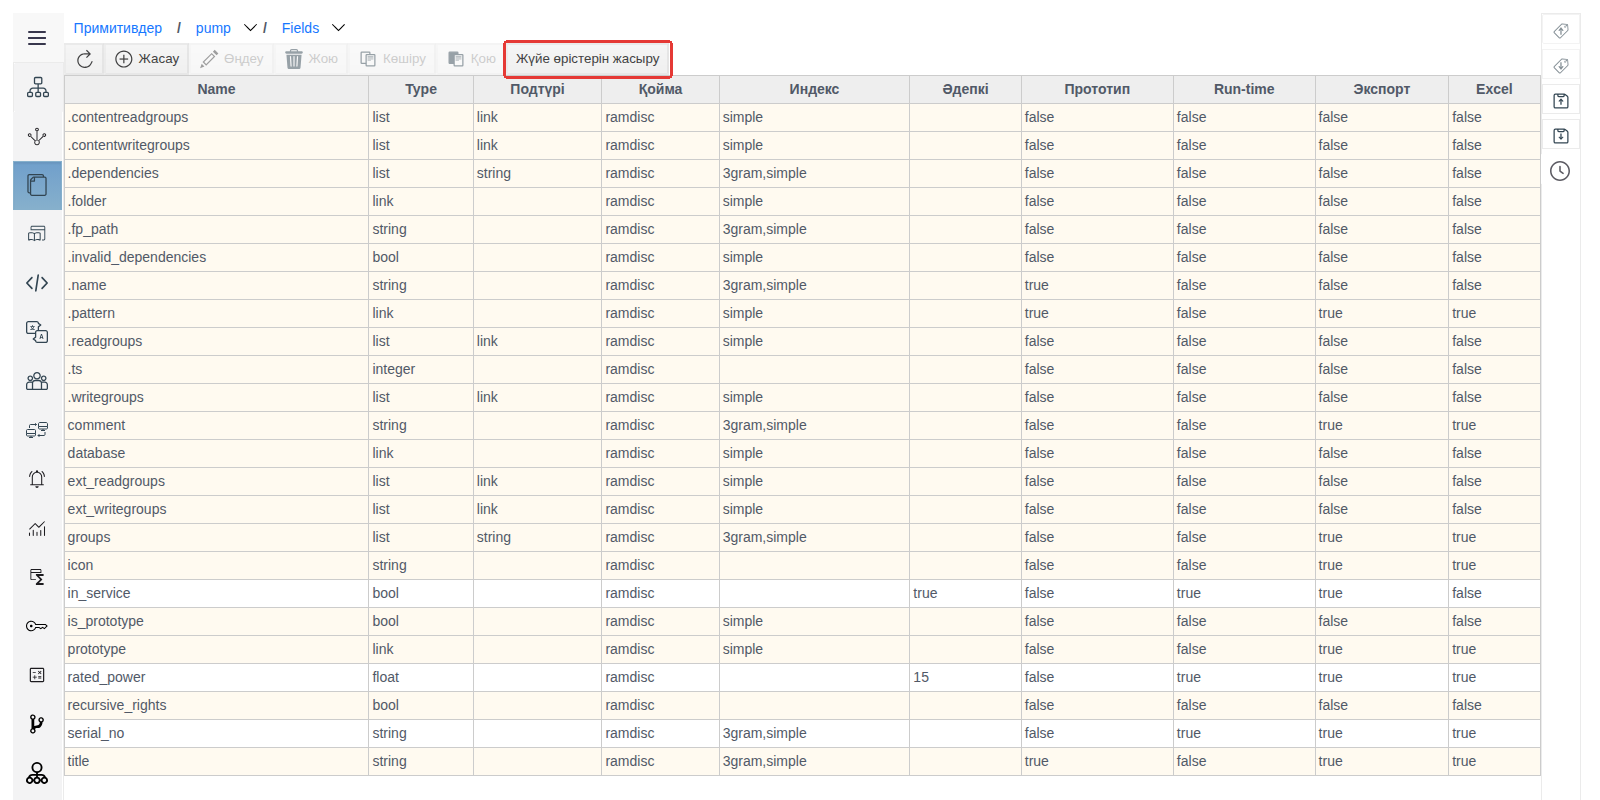 Примитивдер / pump / Fields
Жасау Өңдеу Жою Көшіру Қою Жүйе өрістерін жасыру
Name Type Подтүрі Қойма Индекс Әдепкі Прототип Run-time Экспорт Excel
.contentreadgroups list link ramdisc simple false false false false
.contentwritegroups list link ramdisc simple false false false false
.dependencies list string ramdisc 3gram,simple false false false false
.folder link ramdisc simple false false false false
.fp_path string ramdisc 3gram,simple false false false false
.invalid_dependencies bool ramdisc simple false false false false
.name string ramdisc 3gram,simple true false false false
.pattern link ramdisc simple true false true true
.readgroups list link ramdisc simple false false false false
.ts integer ramdisc false false false false
.writegroups list link ramdisc simple false false false false
comment string ramdisc 3gram,simple false false true true
database link ramdisc simple false false false false
ext_readgroups list link ramdisc simple false false false false
ext_writegroups list link ramdisc simple false false false false
groups list string ramdisc 3gram,simple false false true true
icon string ramdisc false false true true
in_service bool ramdisc true false true true false
is_prototype bool ramdisc simple false false false false
prototype link ramdisc simple false false true true
rated_power float ramdisc 15 false true true true
recursive_rights bool ramdisc false false false false
serial_no string ramdisc 3gram,simple false true true true
title string ramdisc 3gram,simple true false true true